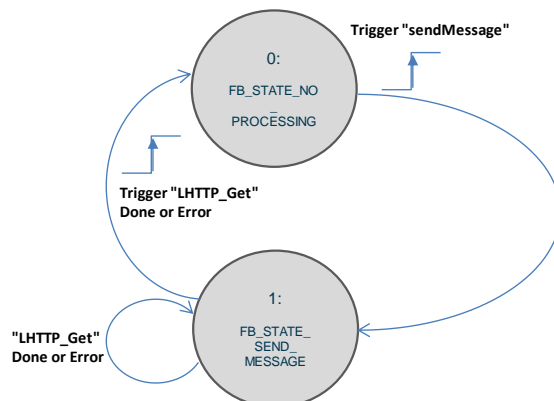 Trigger "sendMessage"
0:
FB_STATE_NO
_
PROCESSING
Trigger "LHTTP_Get"
Done or Error
1:
FB_STATE_
SEND_
MESSAGE
"LHTTP_Get"
Done or Error